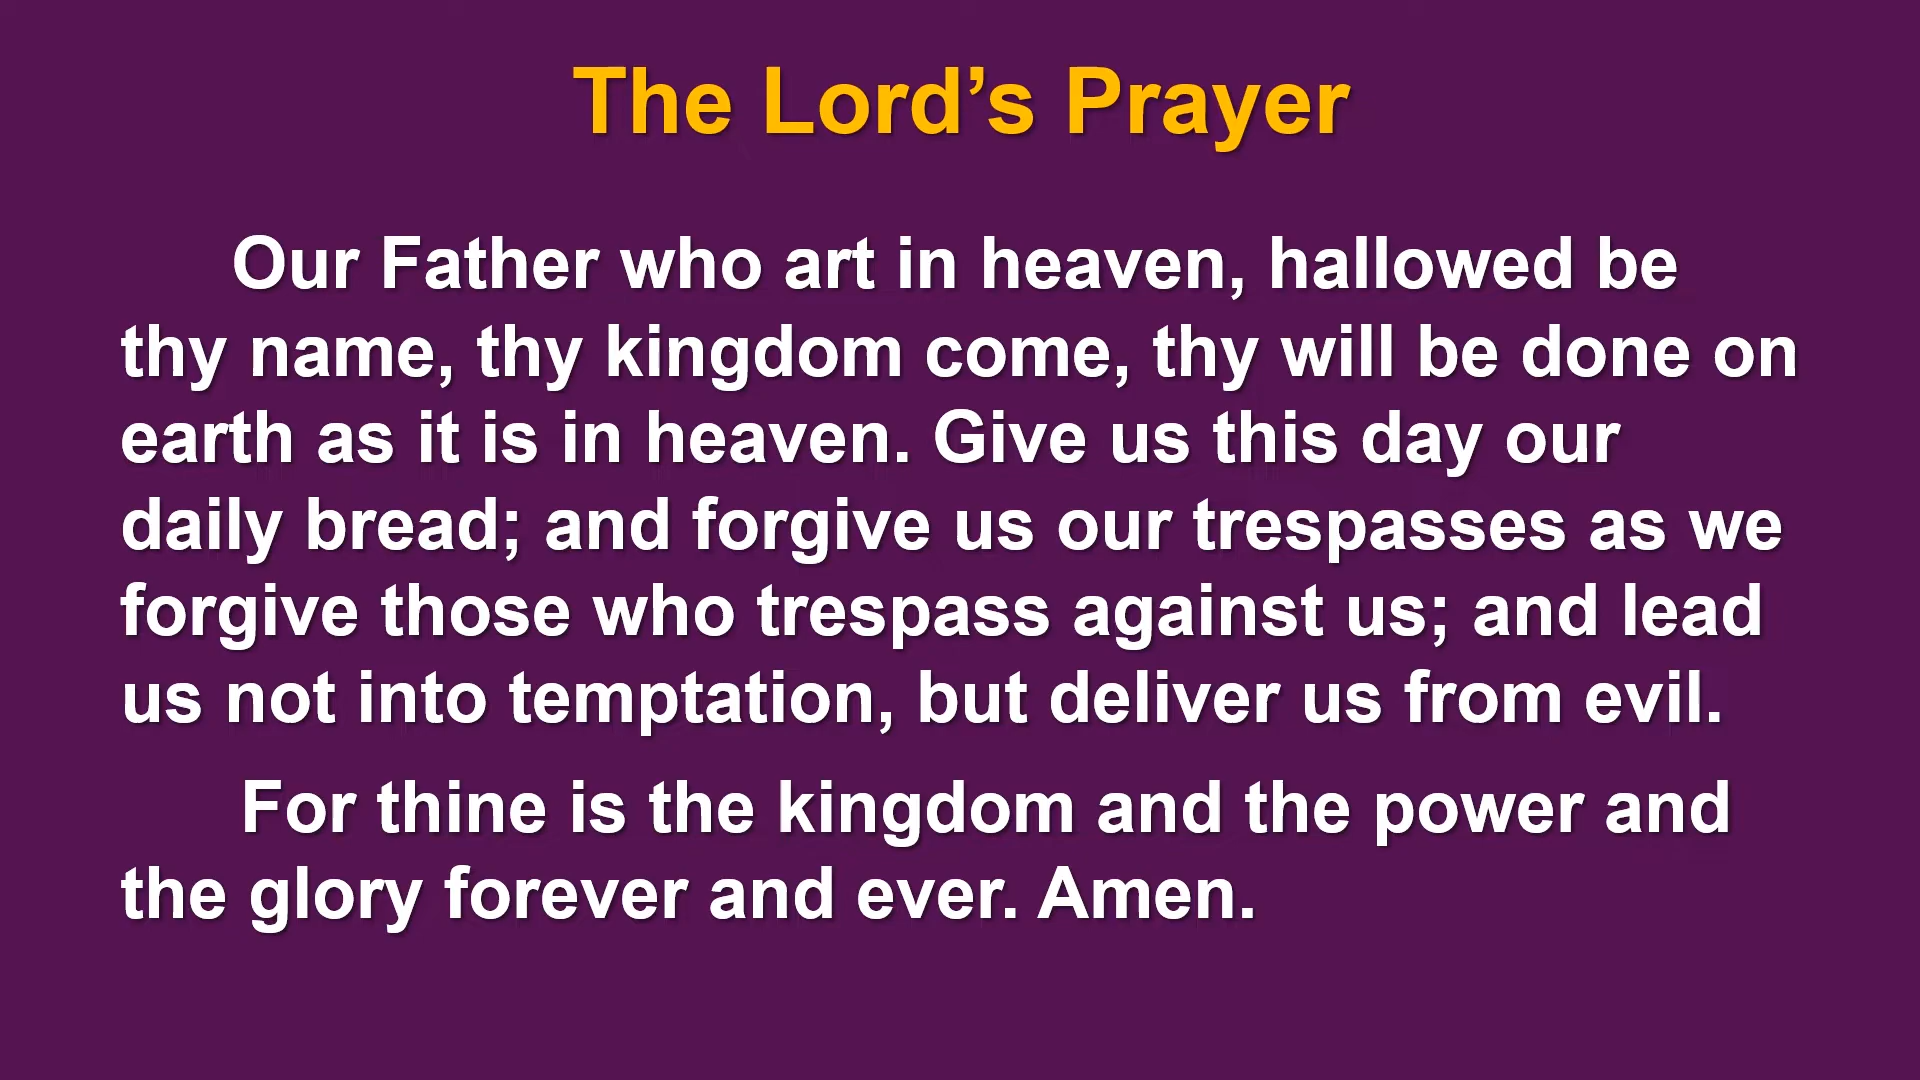 The Lord’s Prayer
Our Father who art in heaven, hallowed be
thy name, thy kingdom come, thy will be done on
earth as it is in heaven. Give us this day our
daily bread; and forgive us our trespasses as we
forgive those who trespass against us; and lead
us not into temptation, but deliver us from evil.
For thine is the kingdom and the power and
the glory forever and ever. Amen.